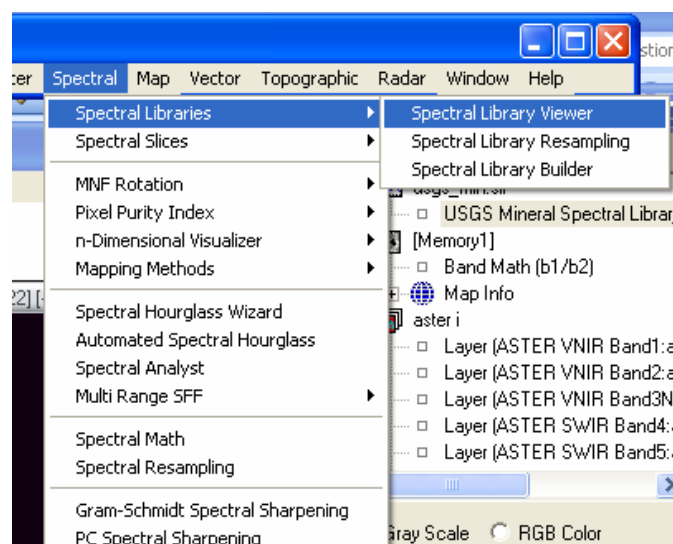 Spectral Map Vector Topographic Radar Window Help
Spectral Libraries
Spectral Slices
MNF Rotation
Pixel Purity Index
n-Dimensional Visualizer
Mapping Methods
Spectral Hourglass Wizard
Automated Spectral Hourglass
Spectral Analyst
Multi Range SFF
Spectral Math
Spectral Resampling
Gram-Schmidt Spectral Sharpening
PC Spectral Sharpening
Spectral Library Viewer
Spectral Library Resampling
Spectral Library Builder
USGS Mineral Spectral Librar
[Memory1]
Band Math (b1/b2)
Map Info
aster i
Layer (ASTER VNIR Band1:a
Layer (ASTER VNIR Band2:a
Layer (ASTER VNIR Band3N
Layer (ASTER SWIR Band4:
Layer (ASTER SWIR Band5:
Gray Scale RGB Color
22] [